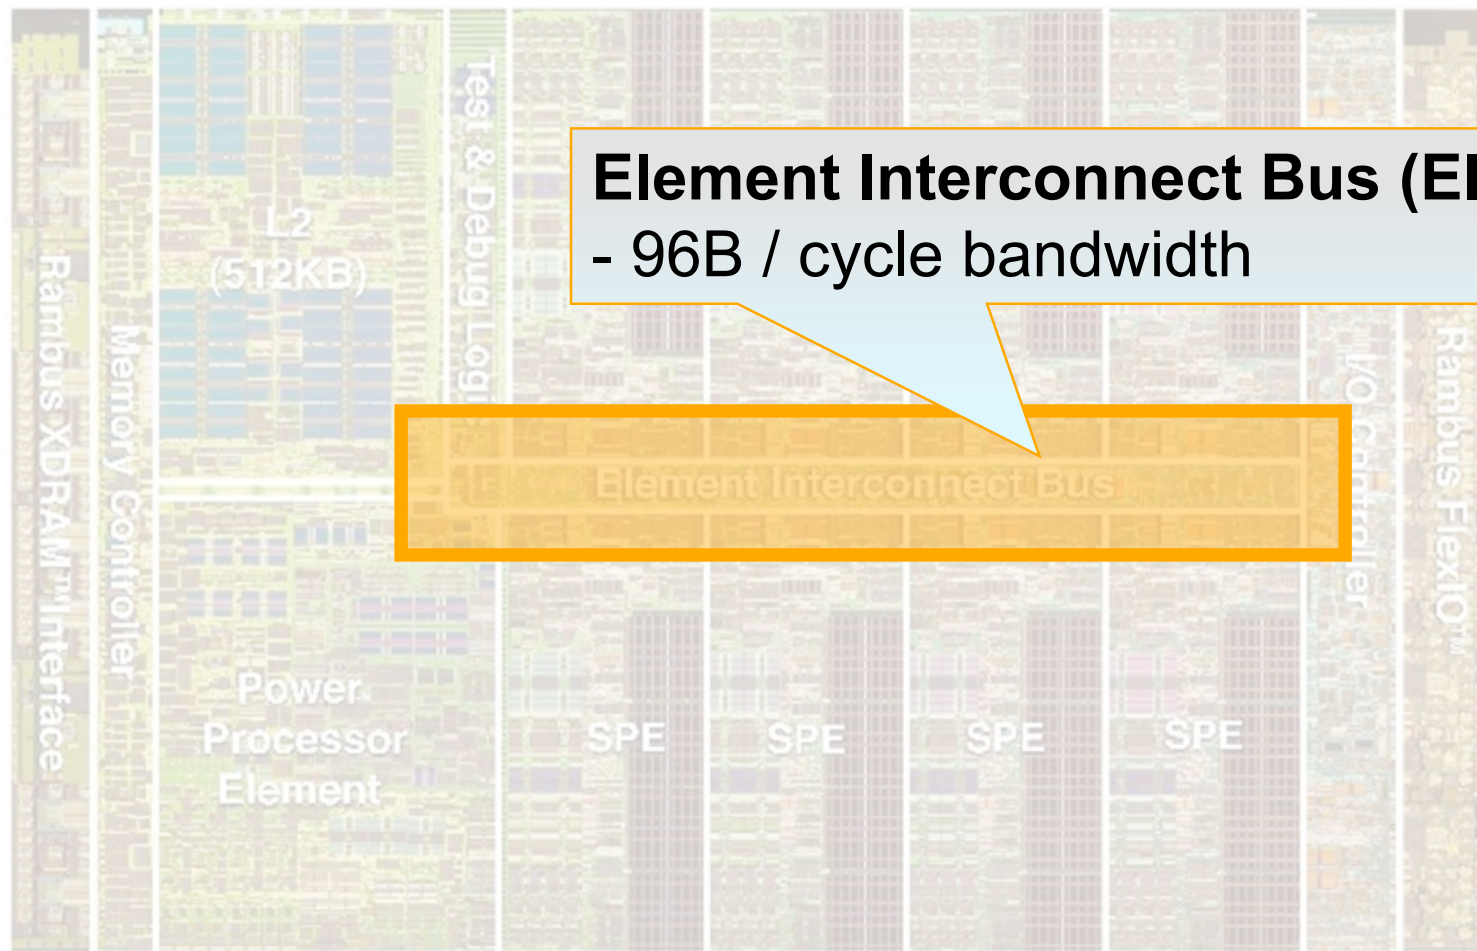 Element Interconnect Bus (EI
- 96B / cycle bandwidth
Test & Debug Logic
L2
(512KB)
Rambus XDRAM™ Interface
Memory Controller
I/O Controller
Rambus FlexIO™
Element Interconnect Bus
Power
Processor
Element
SPE
SPE
SPE
SPE